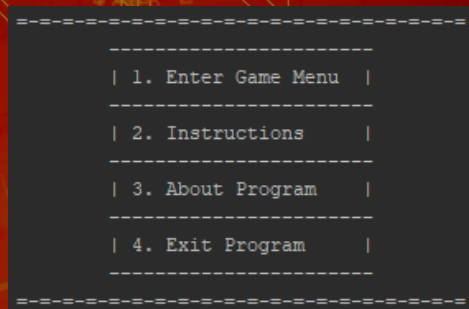 =-=-=-=-=-=-=-=-=-=-=-=-=-=-=-=-=-=-=-=
-----------------------
| 1. Enter Game Menu  |
-----------------------
| 2. Instructions     |
-----------------------
| 3. About Program    |
-----------------------
| 4. Exit Program     |
-----------------------
=-=-=-=-=-=-=-=-=-=-=-=-=-=-=-=-=-=-=-=